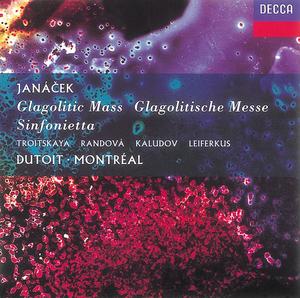 DECCA
JANÁČEK
Glagolitic Mass Glagolitische Messe
Sinfonietta
TROITSKAYA RANDOVÁ KALUDOV LEIFERKUS
DUTOIT · MONTRÉAL